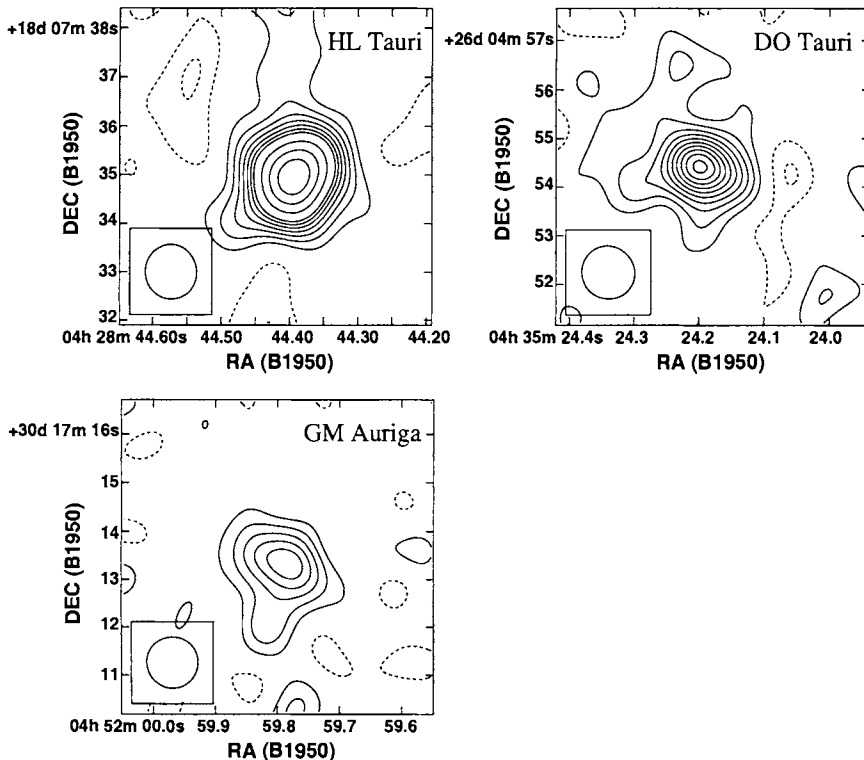 HL Tauri
+18d 07m 38s
37
36
35
34
33
32
DEC (B1950)
04h 28m 44.60s 44.50 44.40 44.30 44.20
RA (B1950)
DO Tauri
+26d 04m 57s
56
55
54
53
52
DEC (B1950)
04h 35m 24.4s 24.3 24.2 24.1 24.0
RA (B1950)
GM Auriga
+30d 17m 16s
15
14
13
12
11
DEC (B1950)
04h 52m 00.0s 59.9 59.8 59.7 59.6
RA (B1950)